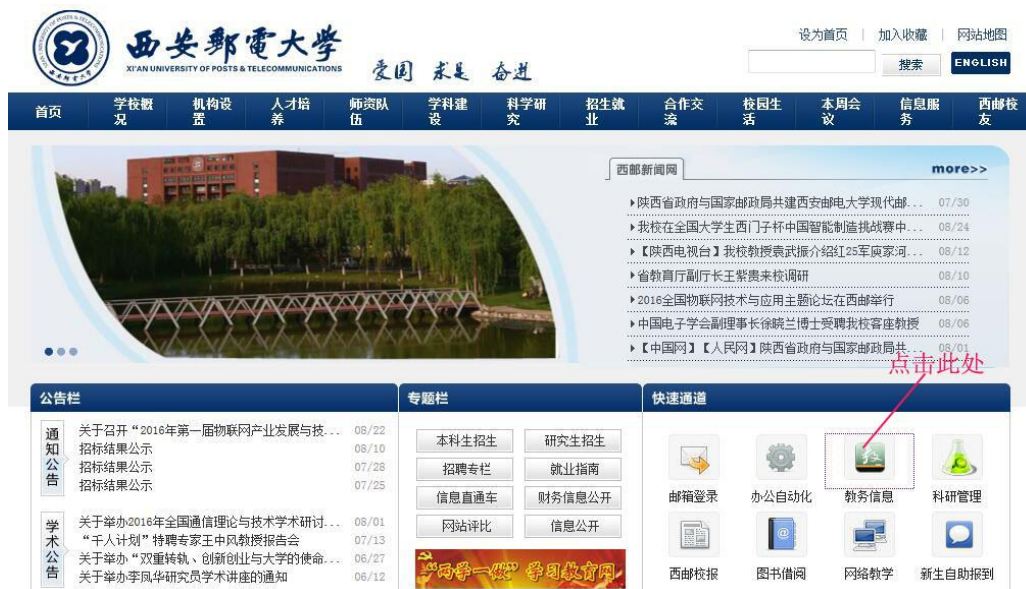 西安郵電大学
XI'AN UNIVERSITY OF POSTS & TELECOMMUNICATIONS
爱国 求是 奋进
设为首页 | 加入收藏 | 网站地图
搜索 ENGLISH
首页 学校概况 机构设置 人才培养 师资队伍 学科建设 科学研究 招生就业 合作交流 校园生活 本周会议 信息服务 西邮校友
西邮新闻网 more>>
陕西省政府与国家邮政局共建西安邮电大学现代邮... 07/30
我校在全国大学生西门子杯中国智能制造挑战赛中... 08/24
【陕西电视台】我校教授袁武振介绍红25军庾家河... 08/12
省教育厅副厅长王紫贵来校调研 08/10
2016全国物联网技术与应用主题论坛在西邮举行 08/06
中国电子学会副理事长徐晓兰博士受聘我校客座教授 08/06
【中国网】【人民网】陕西省政府与国家邮政局共... 08/01
点击此处
公告栏
通知公告
关于召开“2016年第一届物联网产业发展与技... 08/22
招标结果公示 08/10
招标结果公示 07/28
招标结果公示 07/25
学术公告
关于举办2016年全国通信理论与技术学术研讨... 08/01
“千人计划”特聘专家王中风教授报告会 07/13
关于举办“双重转轨、创新创业与大学的使命... 06/27
关于举办李凤华研究员学术讲座的通知 06/12
专题栏
本科生招生 研究生招生
招聘专栏 就业指南
信息直通车 财务信息公开
网站评比 信息公开
“两学一做”学习教育网
快速通道
邮箱登录 办公自动化 教务信息 科研管理
西邮校报 图书借阅 网络教学 新生自助报到